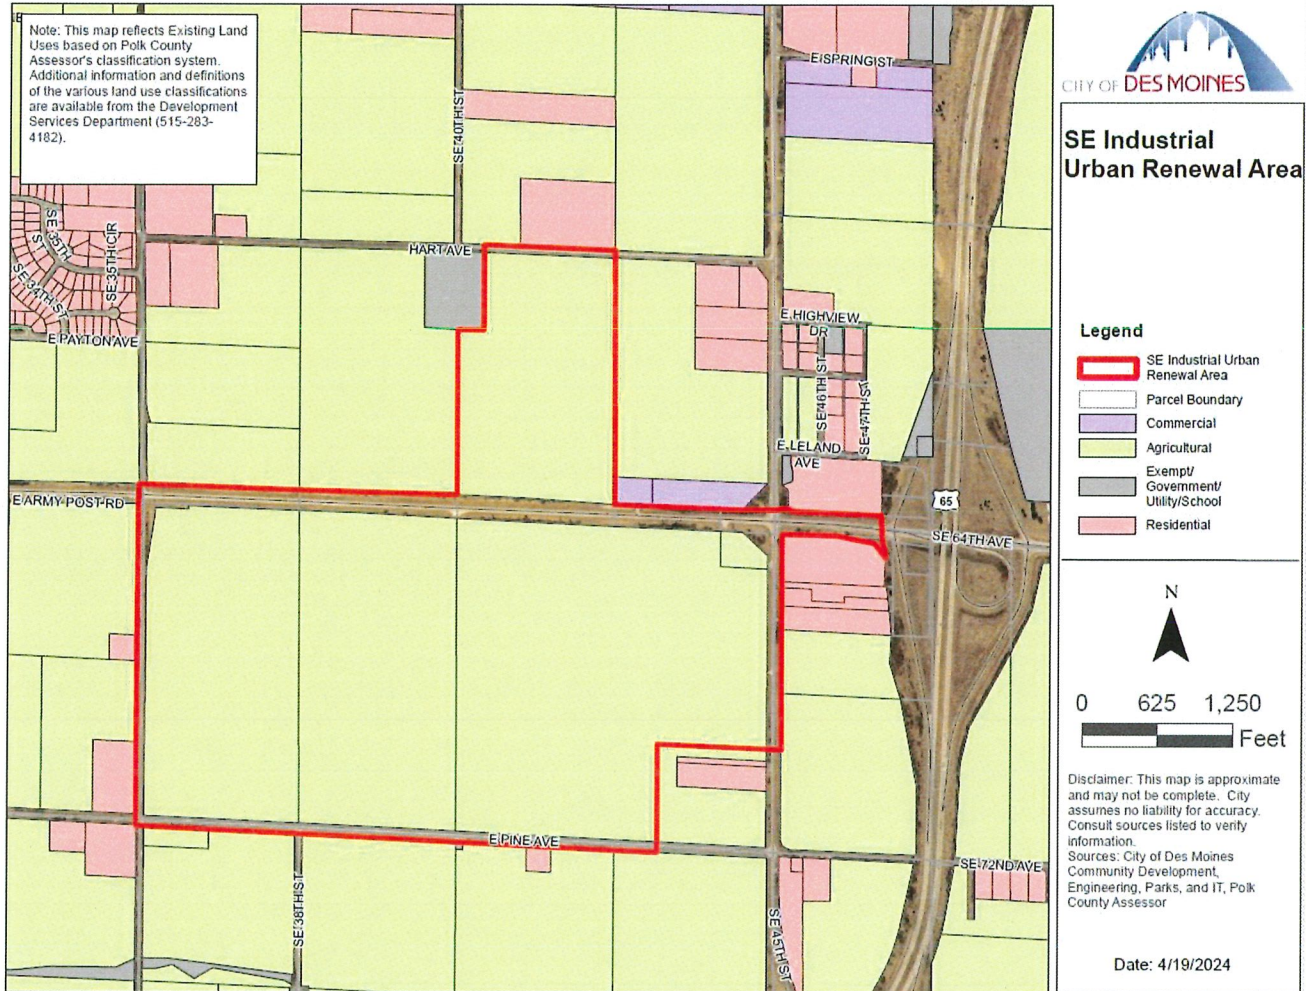 Note: This map reflects Existing Land
Uses based on Polk County
Assessor's classification system.
Additional information and definitions
of the various land use classifications
are available from the Development
Services Department (515-283-
4182).
E SPRING ST
SE 40TH ST
HART AVE
SE 35TH
ST
SE 35TH CIR
SE 34TH ST
E PAYTON AVE
E HIGHVIEW
DR
SE 46TH ST
SE 47TH ST
E LELAND
AVE
E ARMY POST RD
65
SE 64TH AVE
E PINE AVE
SE 72ND AVE
SE 38TH ST
SE 45TH ST
CITY OF DES MOINES
SE Industrial
Urban Renewal Area
Legend
SE Industrial Urban
Renewal Area
Parcel Boundary
Commercial
Agricultural
Exempt/
Government/
Utility/School
Residential
N
0 625 1,250
Feet
Disclaimer: This map is approximate
and may not be complete. City
assumes no liability for accuracy.
Consult sources listed to verify
information.
Sources: City of Des Moines
Community Development,
Engineering, Parks, and IT, Polk
County Assessor
Date: 4/19/2024